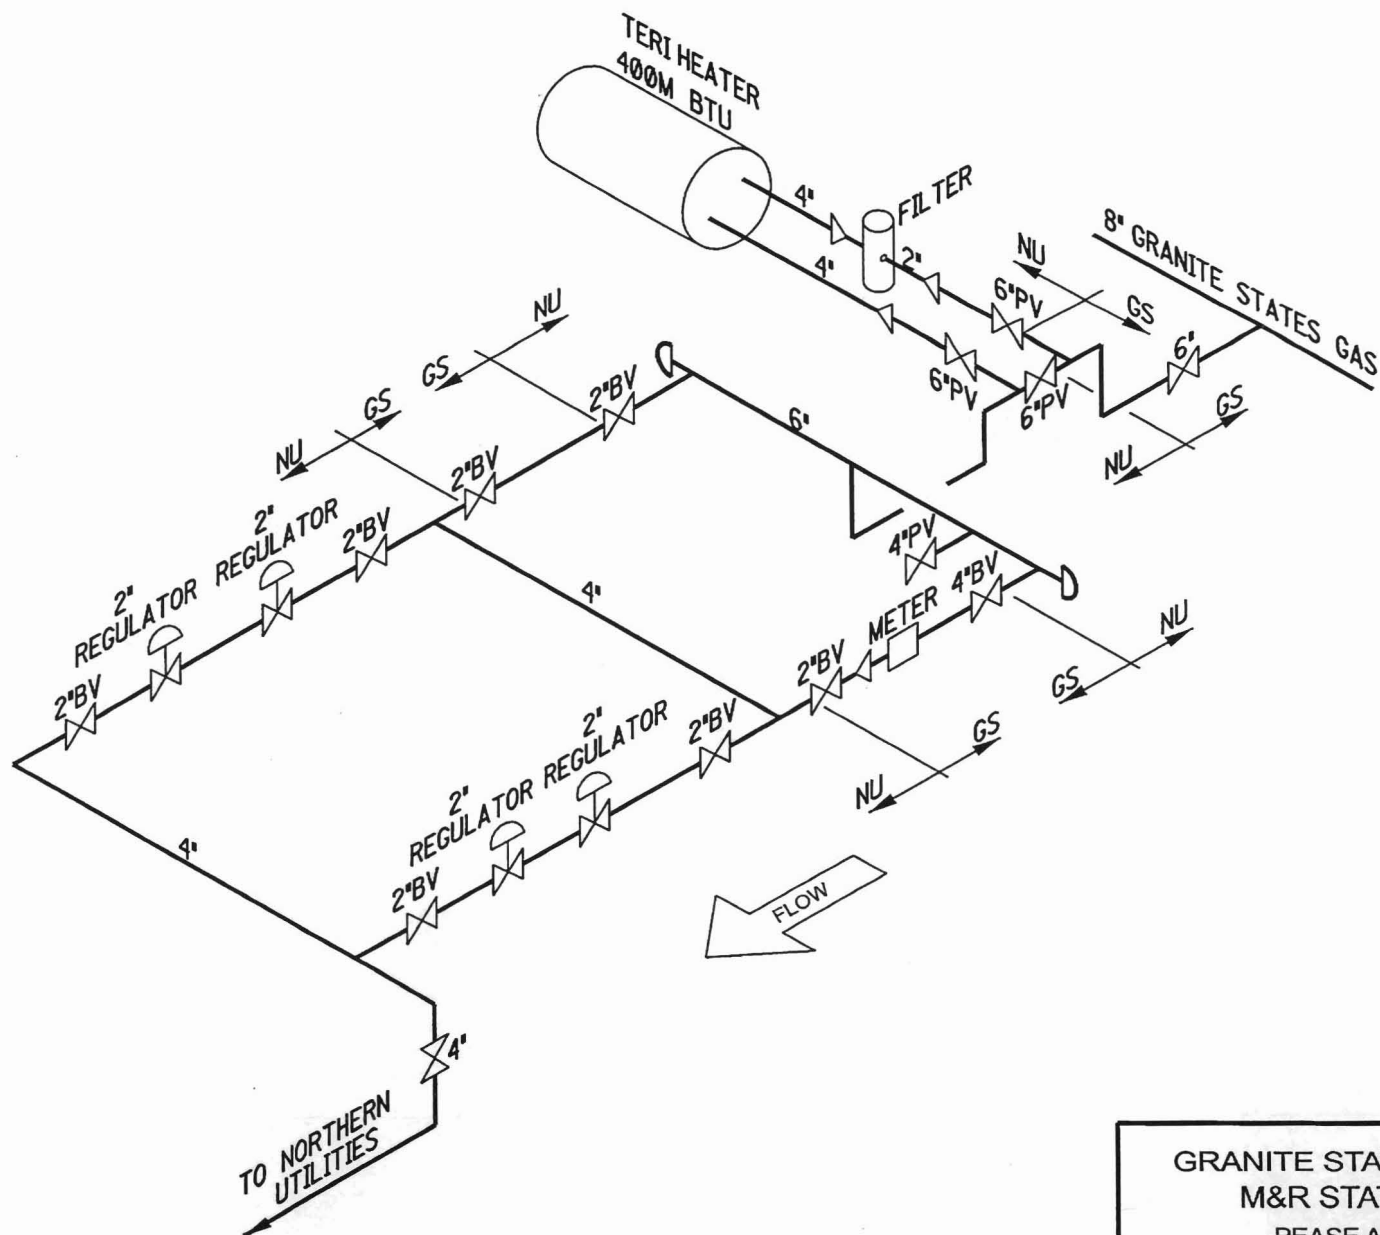 TERI HEATER
400M BTU
4"
FILTER
2"
4"
8" GRANITE STATES GAS
NU
GS
6"PV
6"
6"PV
6"PV
GS
NU
NU
GS
2"BV
6"
GS
NU
2"BV
2"
REGULATOR
2"BV
2"
REGULATOR
2"BV
4"
4"PV
4"BV
METER
2"BV
NU
GS
2"BV
GS
NU
2"
REGULATOR
2"
REGULATOR
2"BV
4"
FLOW
4"
TO NORTHERN
UTILITIES
GRANITE STA
M&R STAT
PEASE A